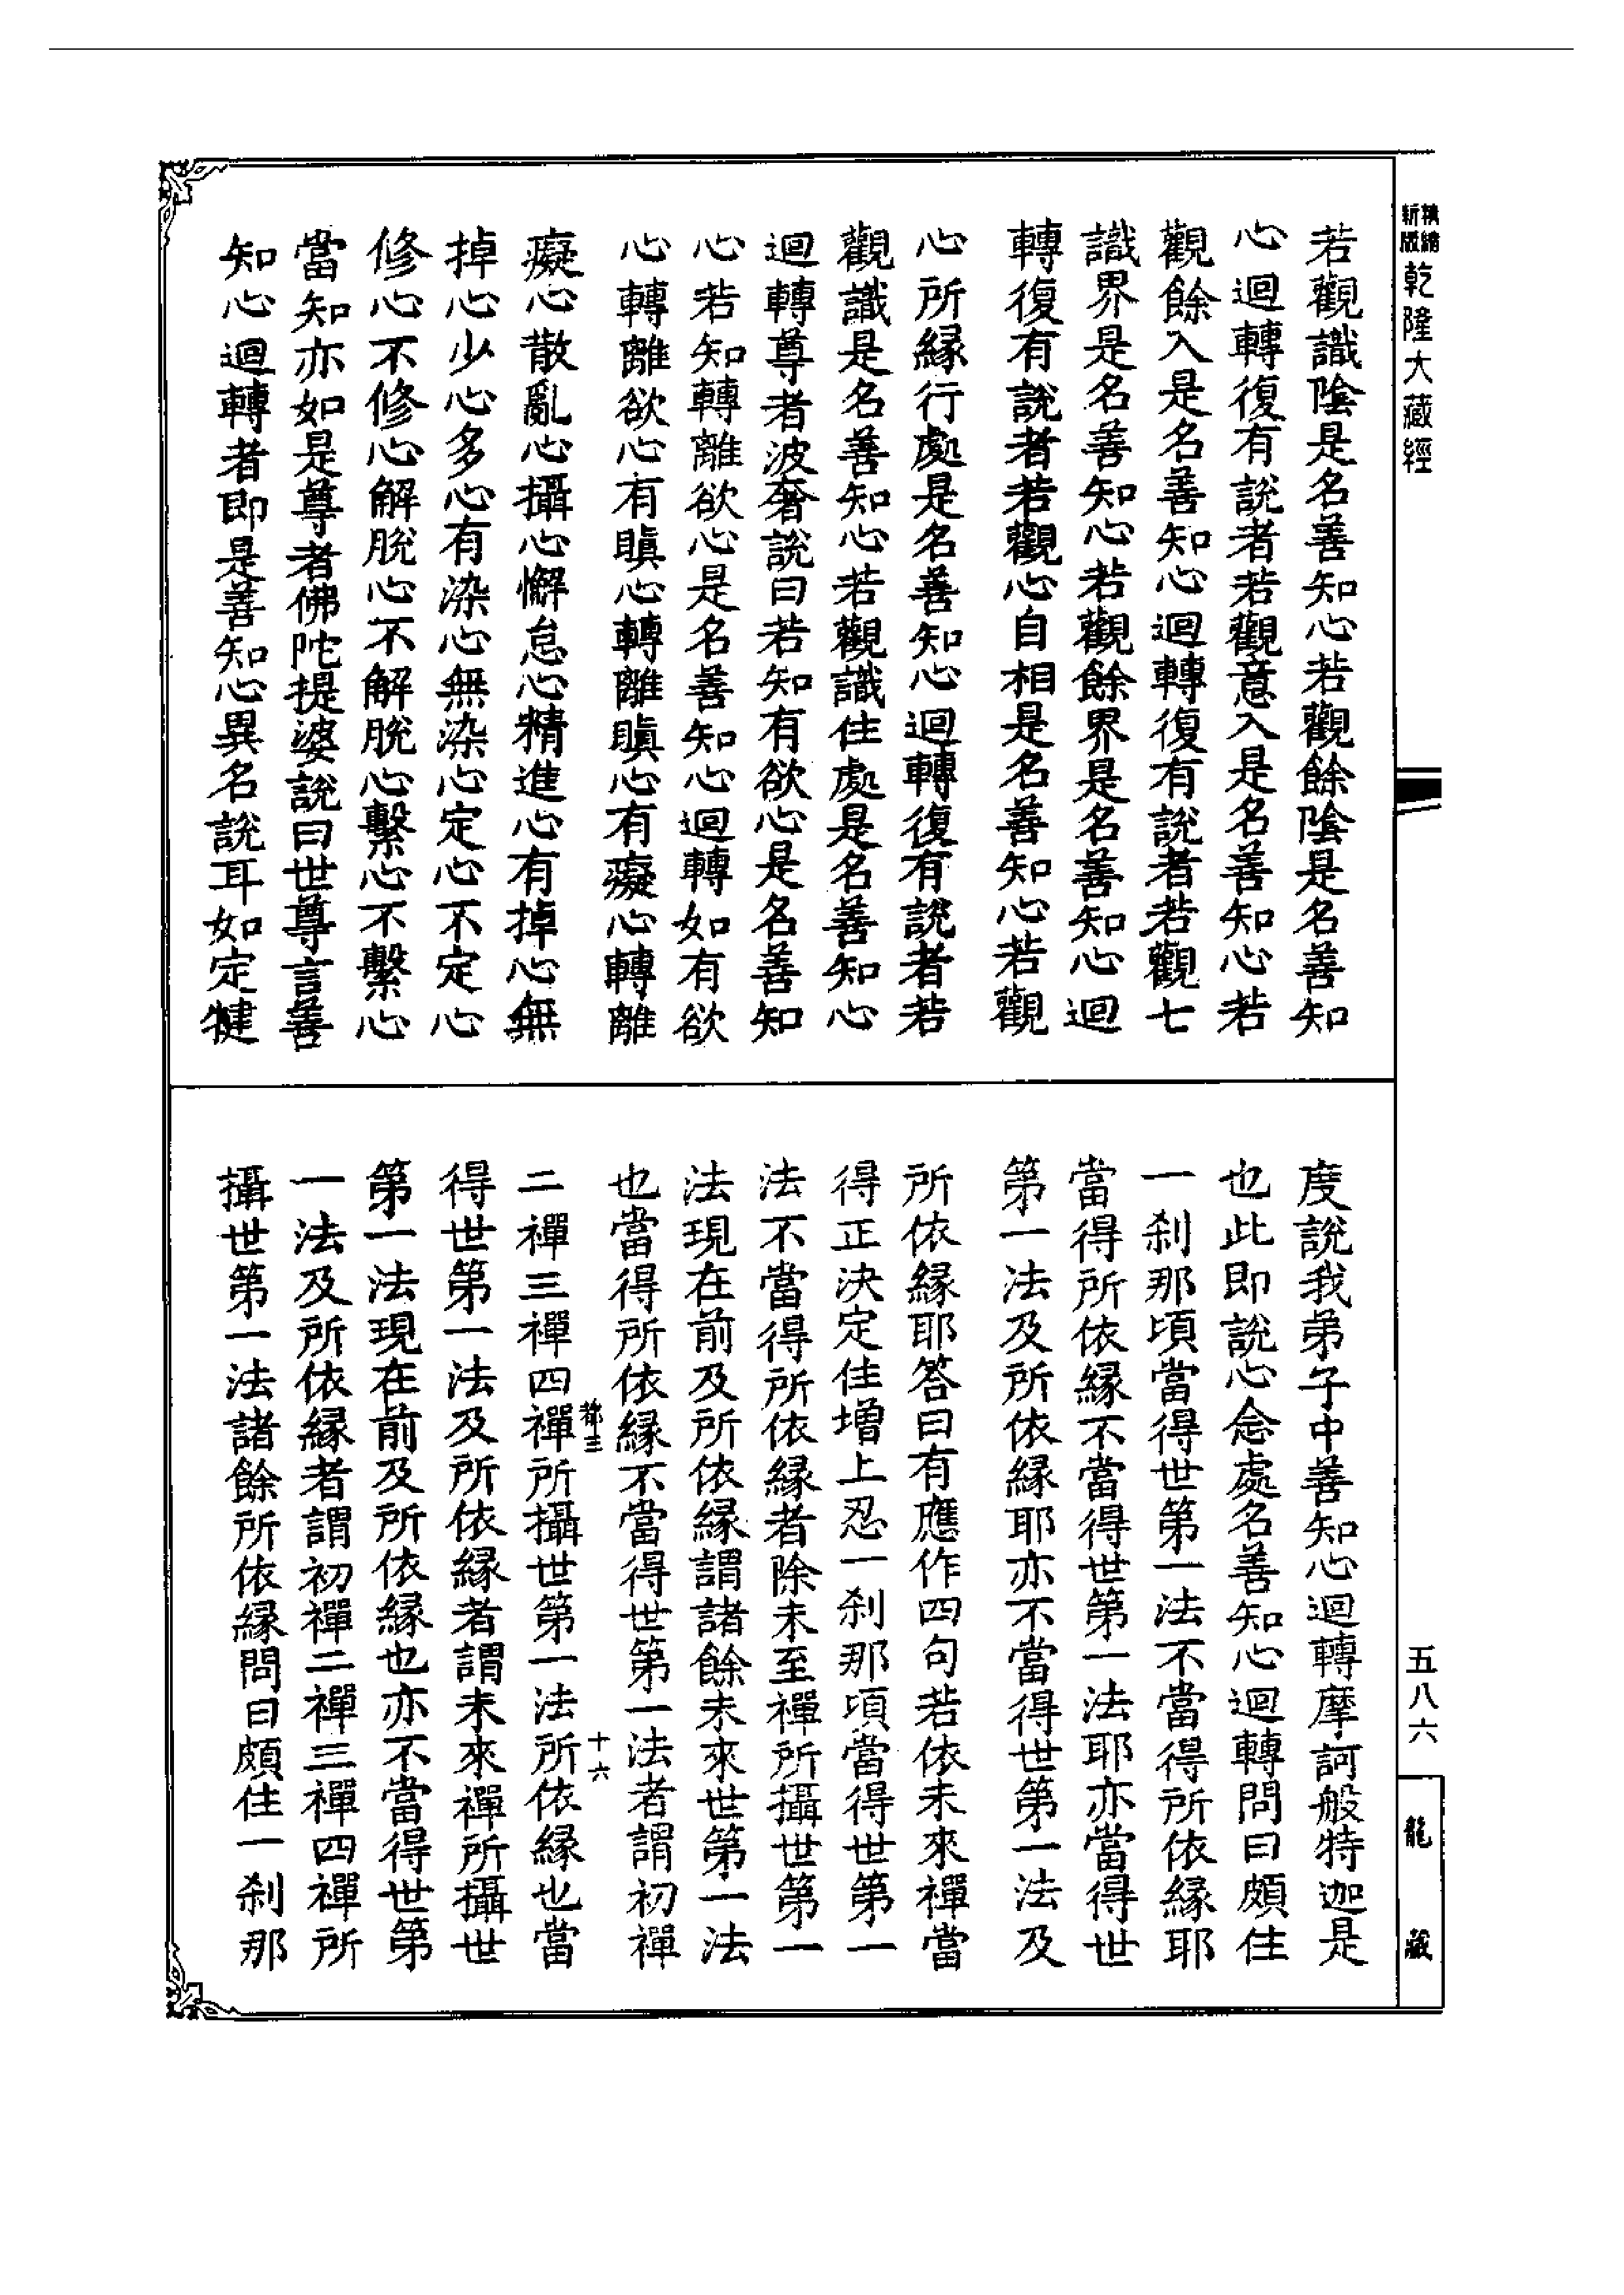 精繕
新版
乾隆大藏經
若觀識陰是名善知心若觀餘陰是名善知
心迴轉復有說者若觀意入是名善知心若
觀餘入是名善知心迴轉復有說者若觀七
識界是名善知心若觀餘界是名善知心迴
轉復有說者若觀心自相是名善知心若觀
心所緣行處是名善知心迴轉復有說者若
觀識是名善知心若觀識住處是名善知心
迴轉尊者波奢說曰若知有欲心是名善知
心若知轉離欲心是名善知心迴轉如有欲
心轉離欲心有瞋心轉離瞋心有癡心轉離
癡心散亂心攝心懈怠心精進心有掉心無
掉心少心多心有染心無染心定心不定心
修心不修心解脫心不解脫心繫心不繫心
當知亦如是尊者佛陀提婆說曰世尊言善
知心迴轉者即是善知心異名說耳如定犍
度說我弟子中善知心迴轉摩訶般特迦是
也此即說心念處名善知心迴轉問曰頗住
一剎那頃當得世第一法不當得所依緣耶
當得所依緣不當得世第一法耶亦當得世
第一法及所依緣耶亦不當得世第一法及
所依緣耶答曰有應作四句若依未來禪當
得正決定住增上忍一剎那頃當得世第一
法不當得所依緣者除未至禪所攝世第一
法現在前及所依緣謂諸餘未來世第一法
也當得所依緣不當得世第一法者謂初禪
二禪三禪四禪所攝世第一法所依緣也當
得世第一法及所依緣者謂未來禪所攝世
第一法現在前及所依緣也亦不當得世第
一法及所依緣者謂初禪二禪三禪四禪所
攝世第一法諸餘所依緣問曰頗住一剎那
十六
五八六
龍藏